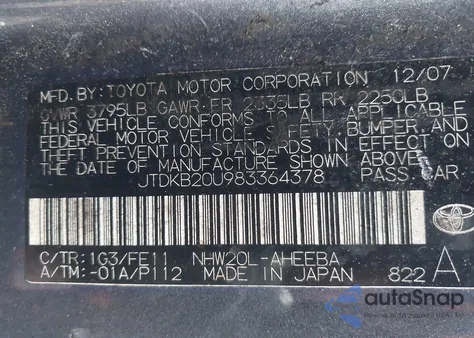 MFD. BY: TOYOTA MOTOR CORPORATION 12/07
GVWR 3795LB GAWR FR 2335LB RR 2250LB
THIS VEHICLE CONFORMS TO ALL APPLICABLE
FEDERAL MOTOR VEHICLE SAFETY, BUMPER, AND
THEFT PREVENTION STANDARDS IN EFFECT ON
THE DATE OF MANUFACTURE SHOWN ABOVE.
JTDKB20U983364378 PASS. CAR
C/TR: 1G3/FE11 NHW20L-AHEEBA
A/TM: -01A/P112 MADE IN JAPAN 822 A
autoSnap